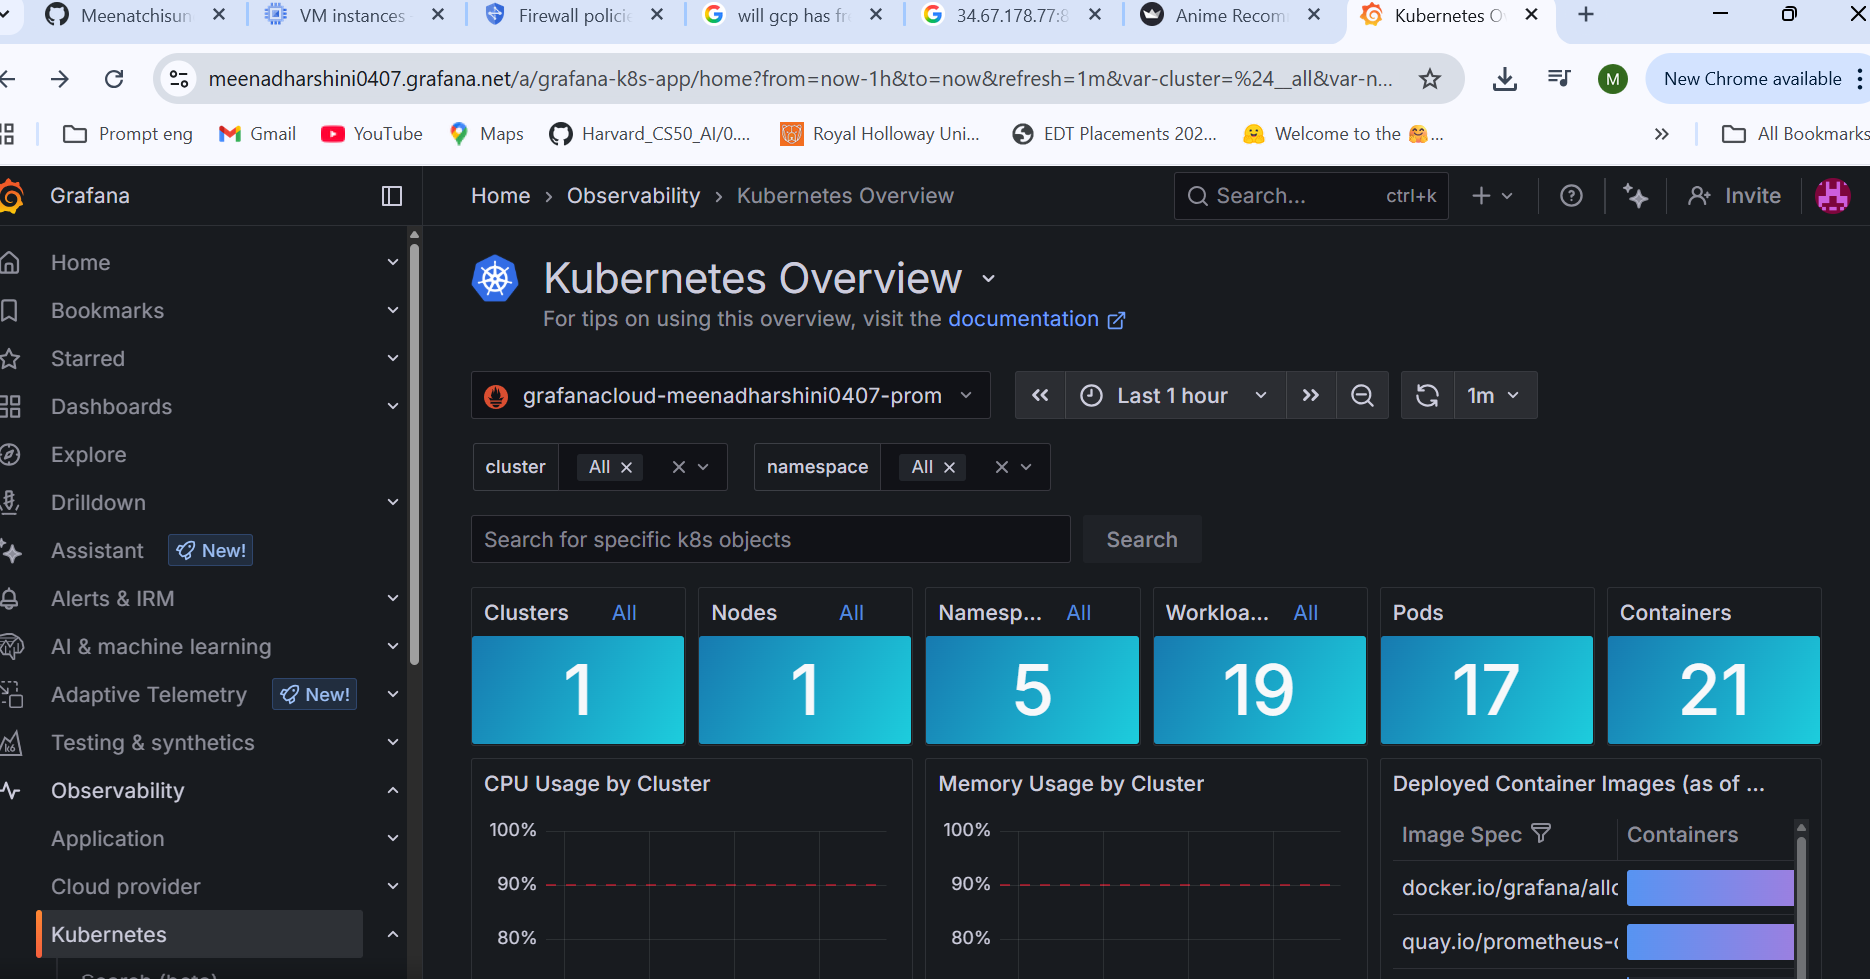 Meenatchisun
VM instances
Firewall policie
will gcp has fr
34.67.178.77:8
Anime Recom
Kubernetes O
meenadharshini0407.grafana.net/a/grafana-k8s-app/home?from=now-1h&to=now&refresh=1m&var-cluster=%24__all&var-n...
M
New Chrome available
Prompt eng
Gmail
YouTube
Maps
Harvard_CS50_AI/0....
Royal Holloway Uni...
EDT Placements 202...
Welcome to the 🤗...
All Bookmarks
Grafana
Home › Observability › Kubernetes Overview
Search...
ctrl+k
Invite
Home
Bookmarks
Starred
Dashboards
Explore
Drilldown
Assistant
New!
Alerts & IRM
AI & machine learning
Adaptive Telemetry
New!
Testing & synthetics
Observability
Application
Cloud provider
Kubernetes
Search (beta)
Kubernetes Overview
For tips on using this overview, visit the documentation
grafanacloud-meenadharshini0407-prom
Last 1 hour
1m
cluster
All
namespace
All
Search for specific k8s objects
Search
Clusters All
1
Nodes All
1
Namesp... All
5
Workloa... All
19
Pods
17
Containers
21
CPU Usage by Cluster
100%
90%
80%
Memory Usage by Cluster
100%
90%
80%
Deployed Container Images (as of ...
Image Spec
Containers
docker.io/grafana/allo
quay.io/prometheus-o